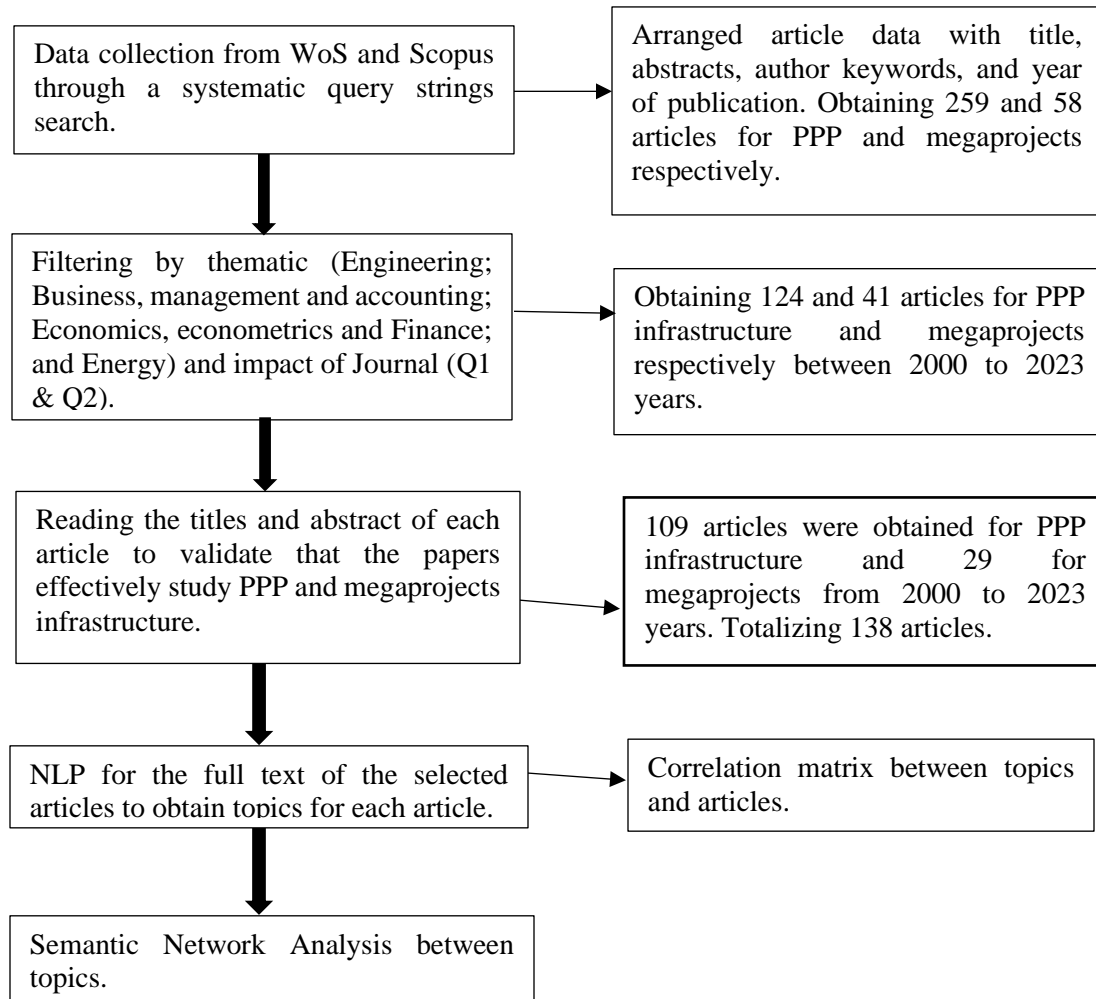 Data collection from WoS and Scopus
through a systematic query strings
search.
Arranged article data with title,
abstracts, author keywords, and year
of publication. Obtaining 259 and 58
articles for PPP and megaprojects
respectively.
Filtering by thematic (Engineering;
Business, management and accounting;
Economics, econometrics and Finance;
and Energy) and impact of Journal (Q1
& Q2).
Obtaining 124 and 41 articles for PPP
infrastructure and megaprojects
respectively between 2000 to 2023
years.
Reading the titles and abstract of each
article to validate that the papers
effectively study PPP and megaprojects
infrastructure.
109 articles were obtained for PPP
infrastructure and 29 for
megaprojects from 2000 to 2023
years. Totalizing 138 articles.
NLP for the full text of the selected
articles to obtain topics for each article.
Correlation matrix between topics
and articles.
Semantic Network Analysis between
topics.